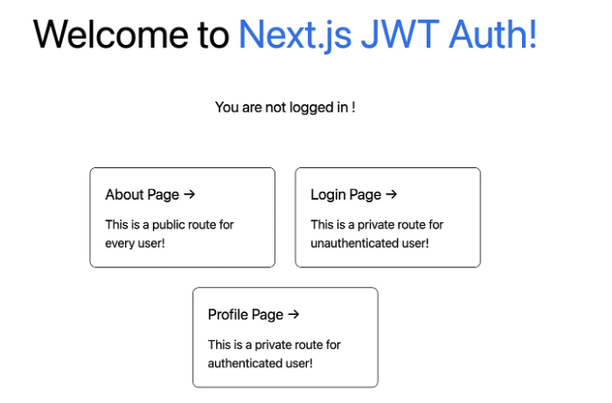 Welcome to Next.js JWT Auth!
You are not logged in !
About Page →
This is a public route for
every user!
Login Page →
This is a private route for
unauthenticated user!
Profile Page →
This is a private route for
authenticated user!